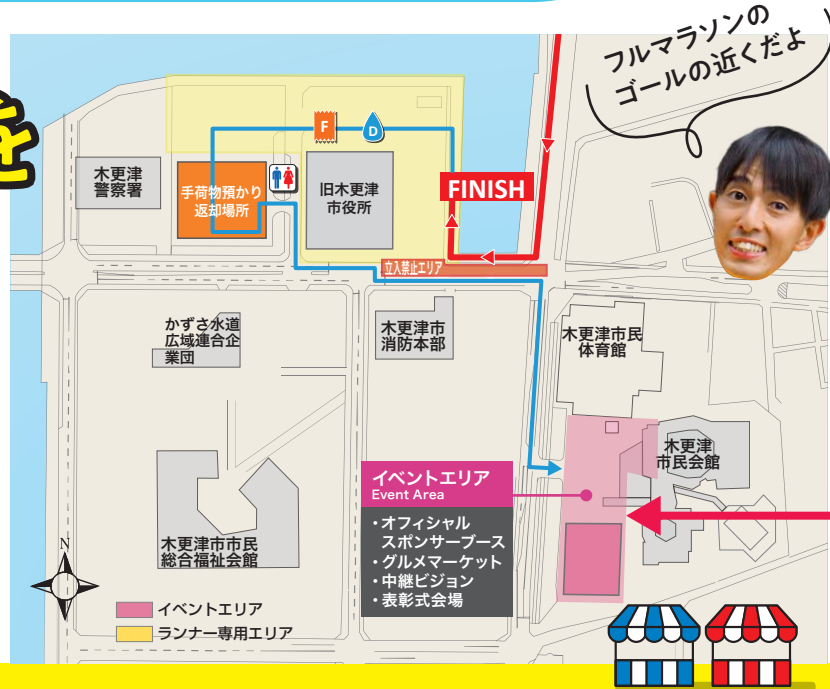 フルマラソンの
ゴールの近くだよ
を
F
D
木更津
警察署
手荷物預かり
返却場所
旧木更津
市役所
FINISH
立入禁止エリア
かずさ水道
広域連合企
業団
木更津市
消防本部
木更津市民
体育館
木更津
市民会館
イベントエリア
Event Area
・オフィシャル
スポンサーブース
・グルメマーケット
・中継ビジョン
・表彰式会場
木更津市市民
総合福祉会館
N
イベントエリア
ランナー専用エリア